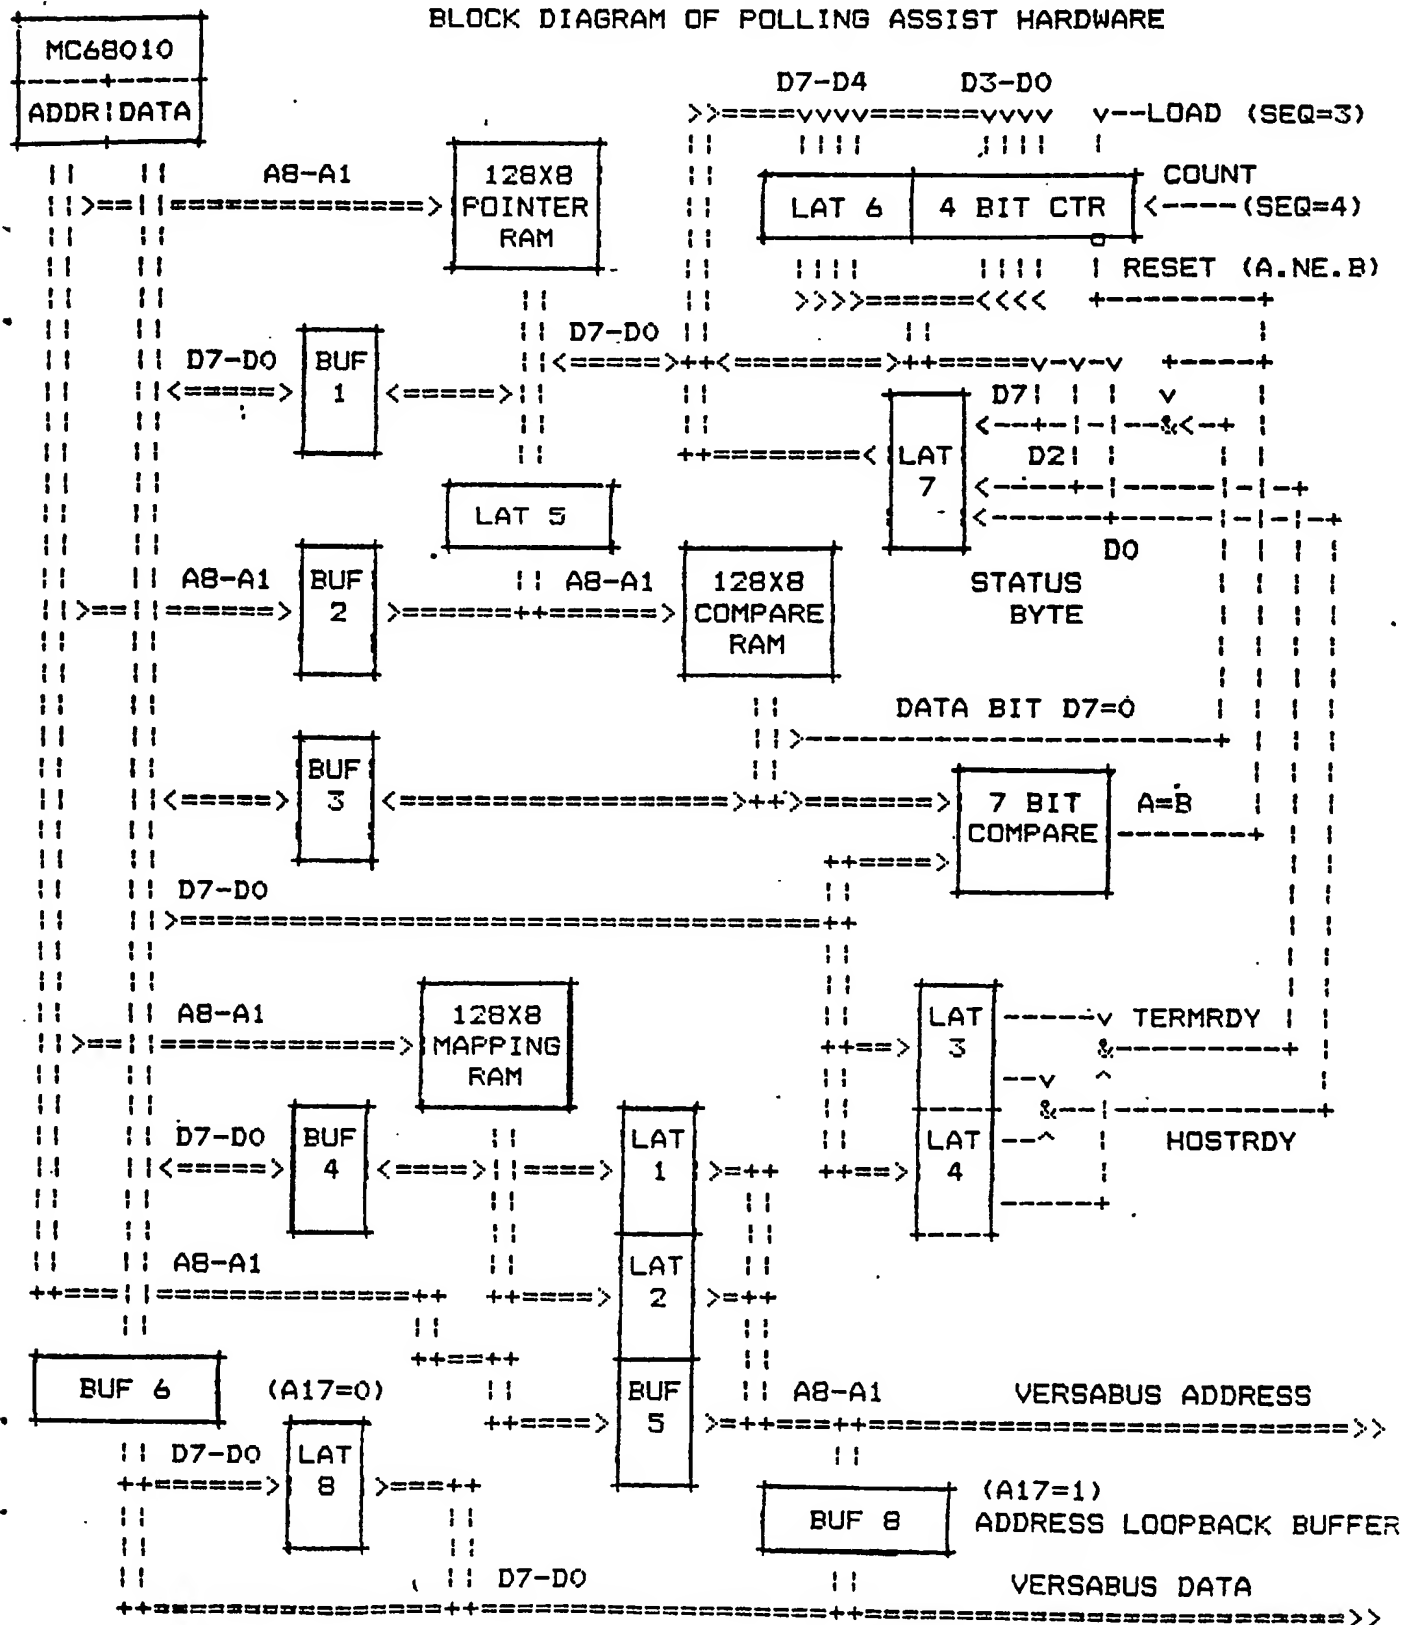 BLOCK DIAGRAM OF POLLING ASSIST HARDWARE
MC68010
ADDR DATA
D7-D4 D3-D0
LOAD (SEQ=3)
A8-A1
128X8
POINTER
RAM
LAT 6
4 BIT CTR
COUNT
(SEQ=4)
RESET (A.NE.B)
D7-D0
D7-D0
BUF
1
D7
&
LAT
7
D2
LAT 5
D0
A8-A1
BUF
2
A8-A1
128X8
COMPARE
RAM
STATUS
BYTE
DATA BIT D7=0
BUF
3
7 BIT
COMPARE
A=B
D7-D0
A8-A1
128X8
MAPPING
RAM
LAT
3
TERMRDY
&
&
D7-D0
BUF
4
LAT
1
LAT
4
HOSTRDY
A8-A1
LAT
2
BUF 6
(A17=0)
BUF
5
A8-A1
VERSABUS ADDRESS
D7-D0
LAT
8
BUF 8
(A17=1)
ADDRESS LOOPBACK BUFFER
D7-D0
VERSABUS DATA